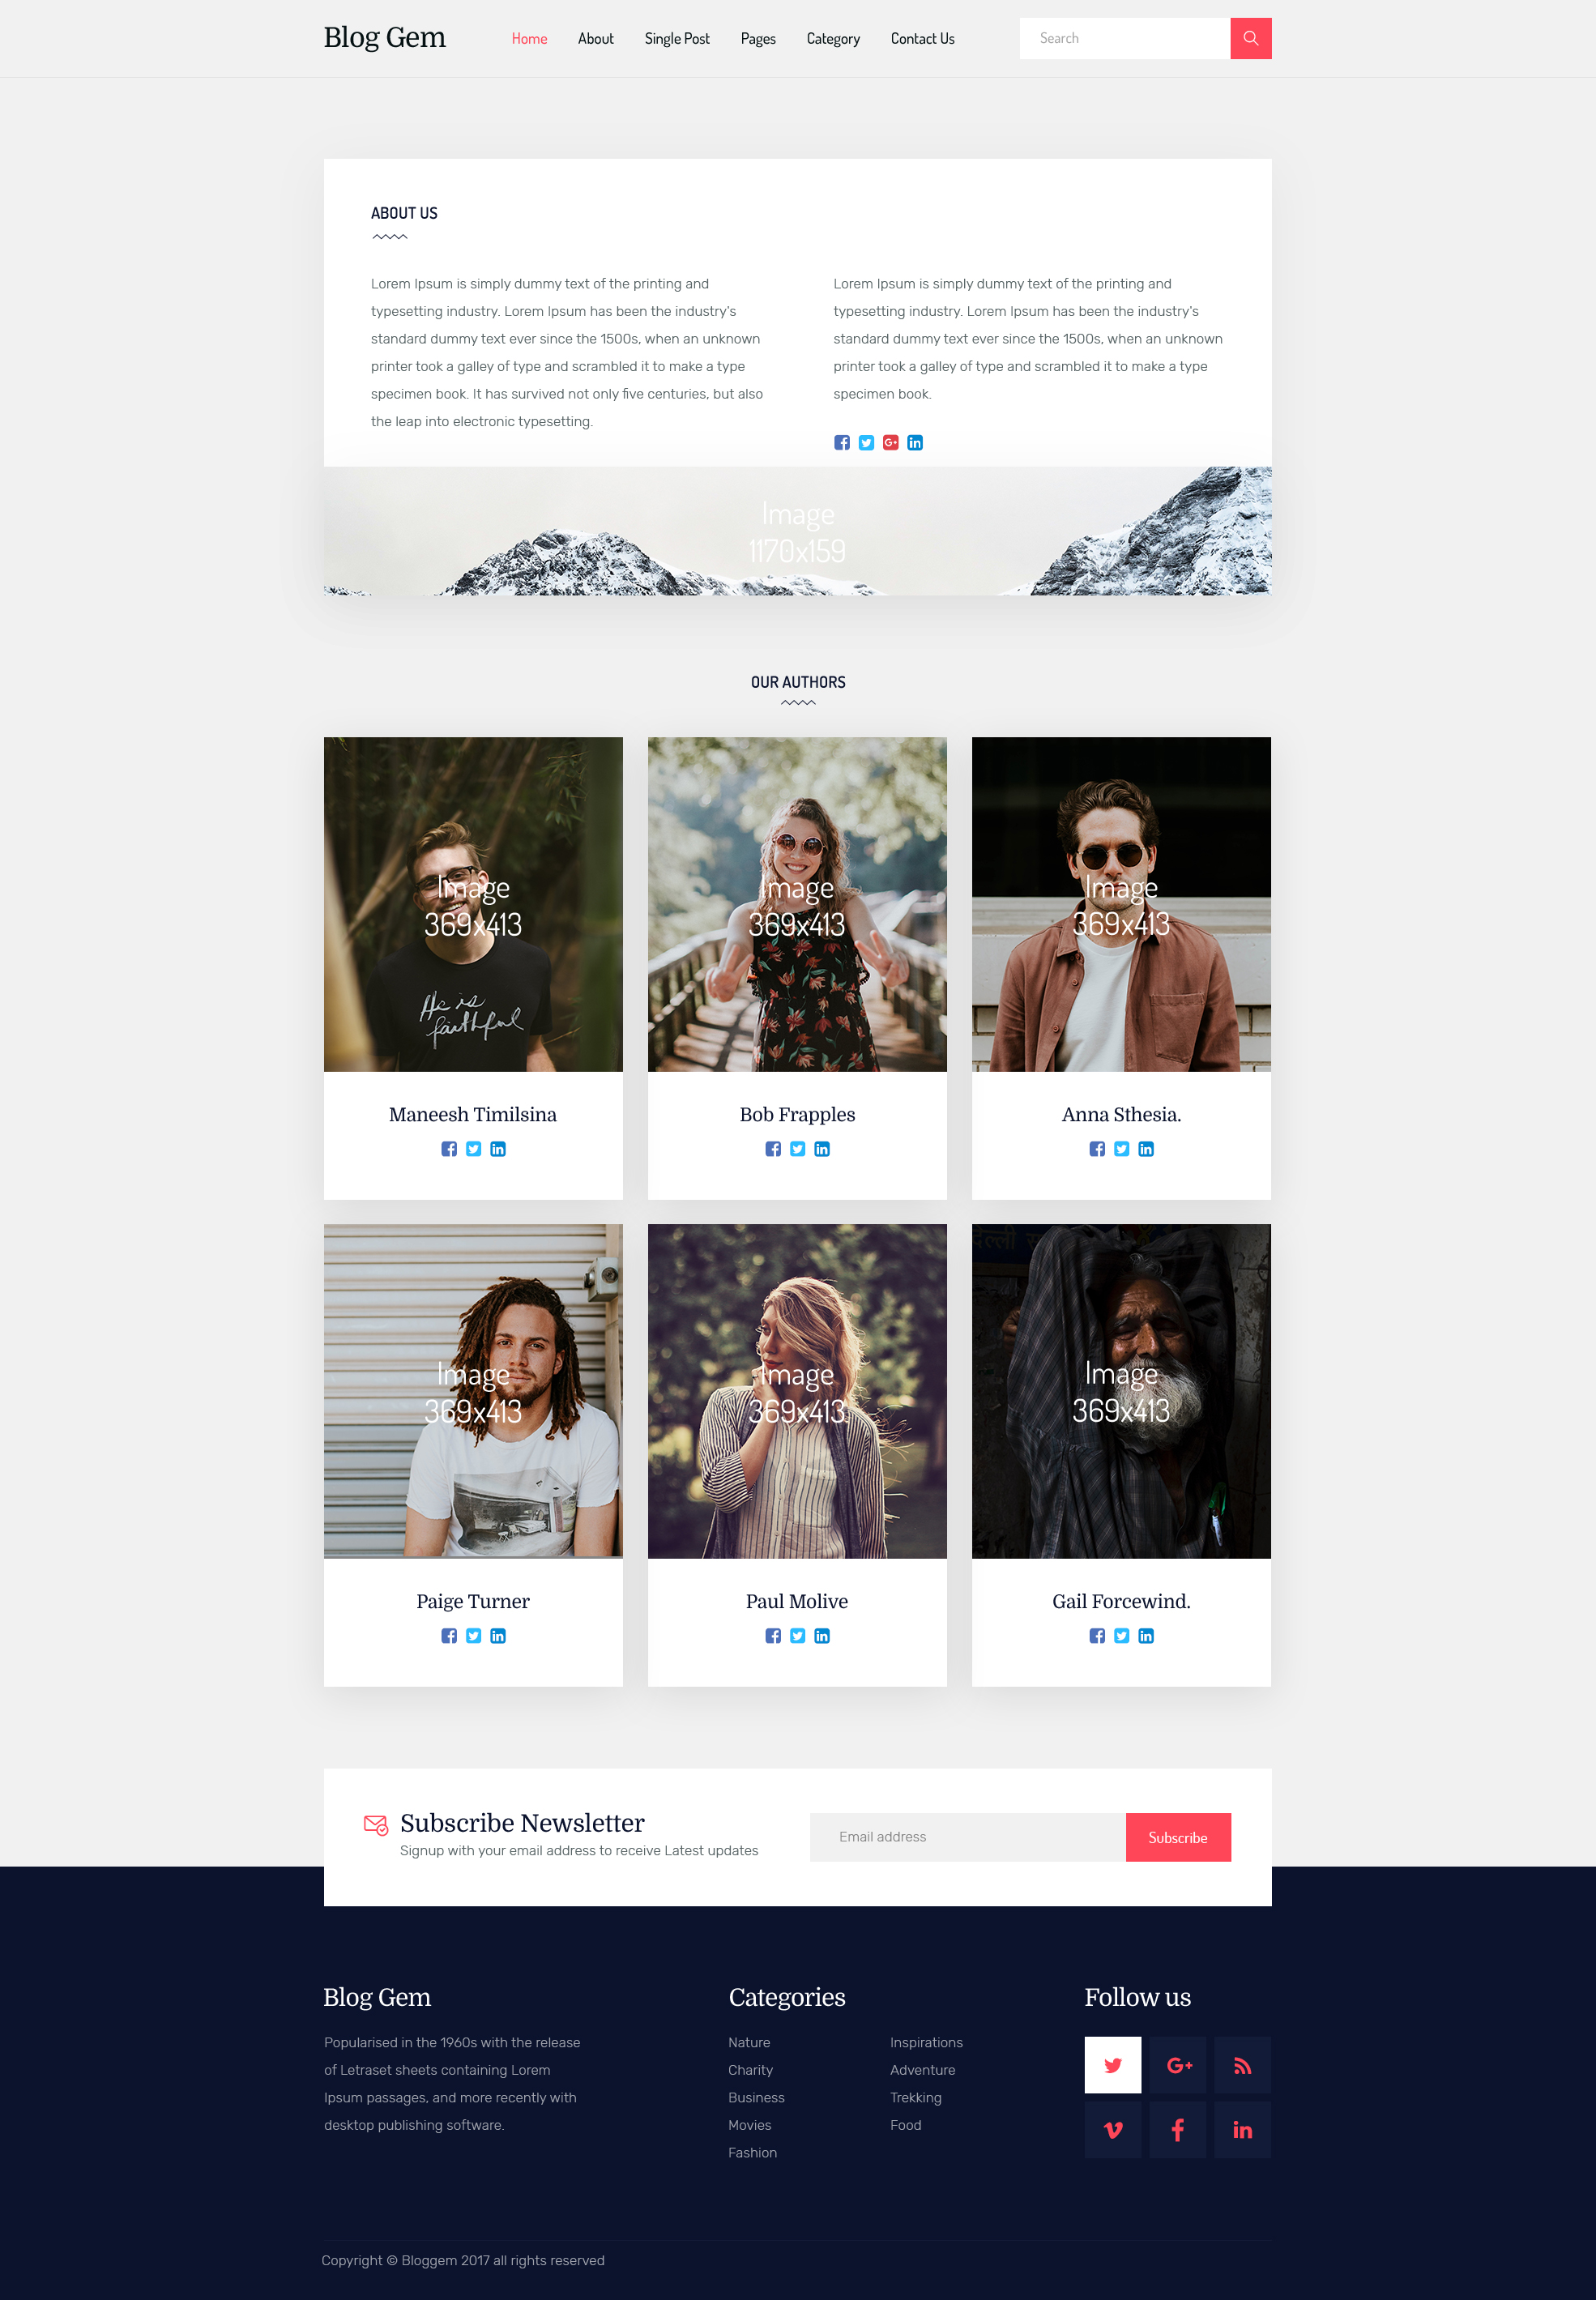 Blog Gem
Home About Single Post Pages Category Contact Us
Search
ABOUT US
Lorem Ipsum is simply dummy text of the printing and
typesetting industry. Lorem Ipsum has been the industry's
standard dummy text ever since the 1500s, when an unknown
printer took a galley of type and scrambled it to make a type
specimen book. It has survived not only five centuries, but also
the leap into electronic typesetting.
Lorem Ipsum is simply dummy text of the printing and
typesetting industry. Lorem Ipsum has been the industry's
standard dummy text ever since the 1500s, when an unknown
printer took a galley of type and scrambled it to make a type
specimen book.
Image
1170x159
OUR AUTHORS
Image
369x413
He is
faithful
Maneesh Timilsina
Image
369x413
Bob Frapples
Image
369x413
Anna Sthesia.
Image
369x413
Paige Turner
Image
369x413
Paul Molive
Image
369x413
Gail Forcewind.
Subscribe Newsletter
Signup with your email address to receive Latest updates
Email address
Subscribe
Blog Gem
Popularised in the 1960s with the release
of Letraset sheets containing Lorem
Ipsum passages, and more recently with
desktop publishing software.
Categories
Nature
Charity
Business
Movies
Fashion
Inspirations
Adventure
Trekking
Food
Follow us
Copyright © Bloggem 2017 all rights reserved